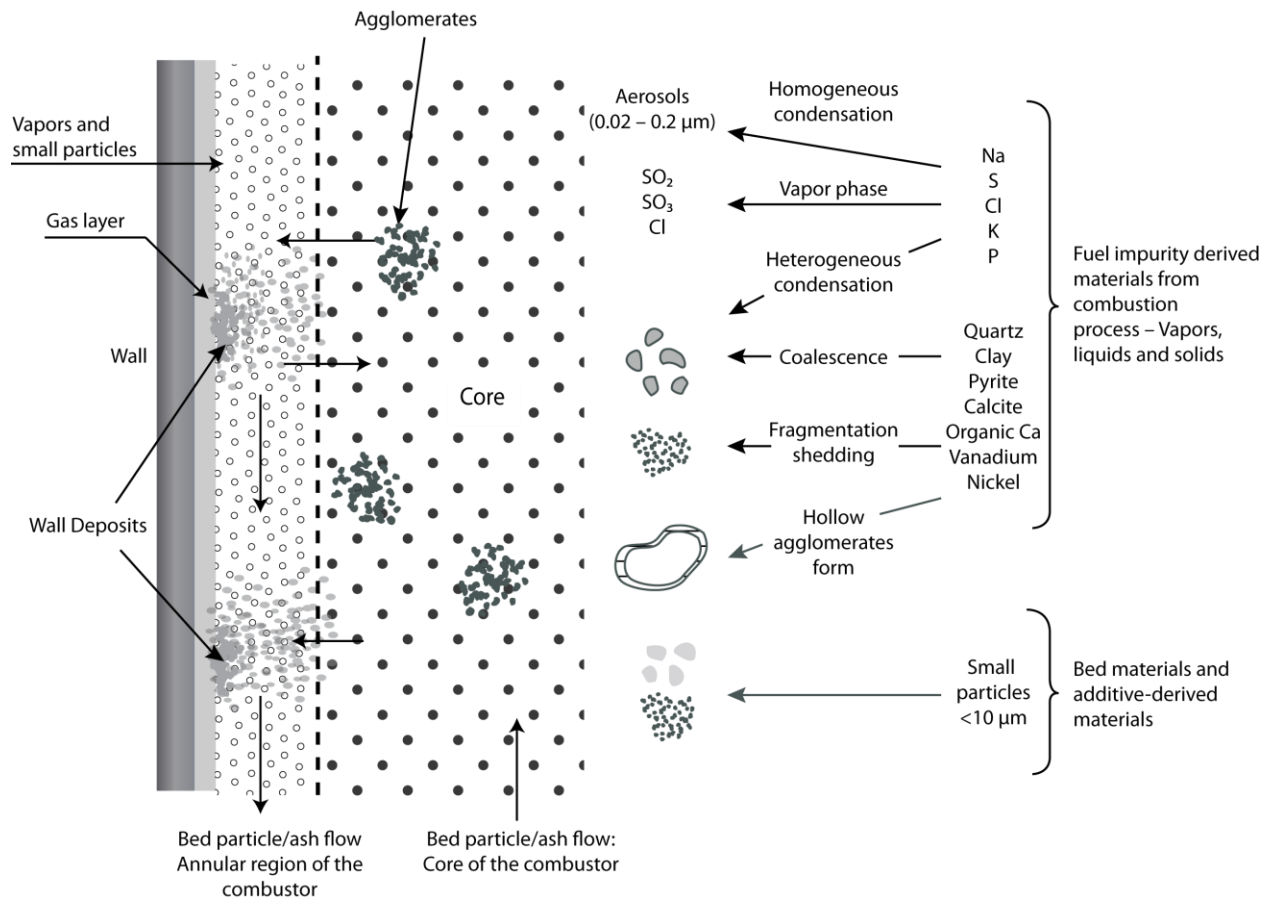 Agglomerates
Vapors and
small particles
Gas layer
Wall
Wall Deposits
Core
Bed particle/ash flow
Annular region of the
combustor
Bed particle/ash flow:
Core of the combustor
Aerosols
(0.02 – 0.2 μm)
SO₂
SO₃
Cl
Homogeneous
condensation
Vapor phase
Heterogeneous
condensation
Coalescence
Fragmentation
shedding
Hollow
agglomerates
form
Na
S
Cl
K
P
Quartz
Clay
Pyrite
Calcite
Organic Ca
Vanadium
Nickel
Fuel impurity derived
materials from
combustion
process – Vapors,
liquids and solids
Small
particles
<10 μm
Bed materials and
additive-derived
materials